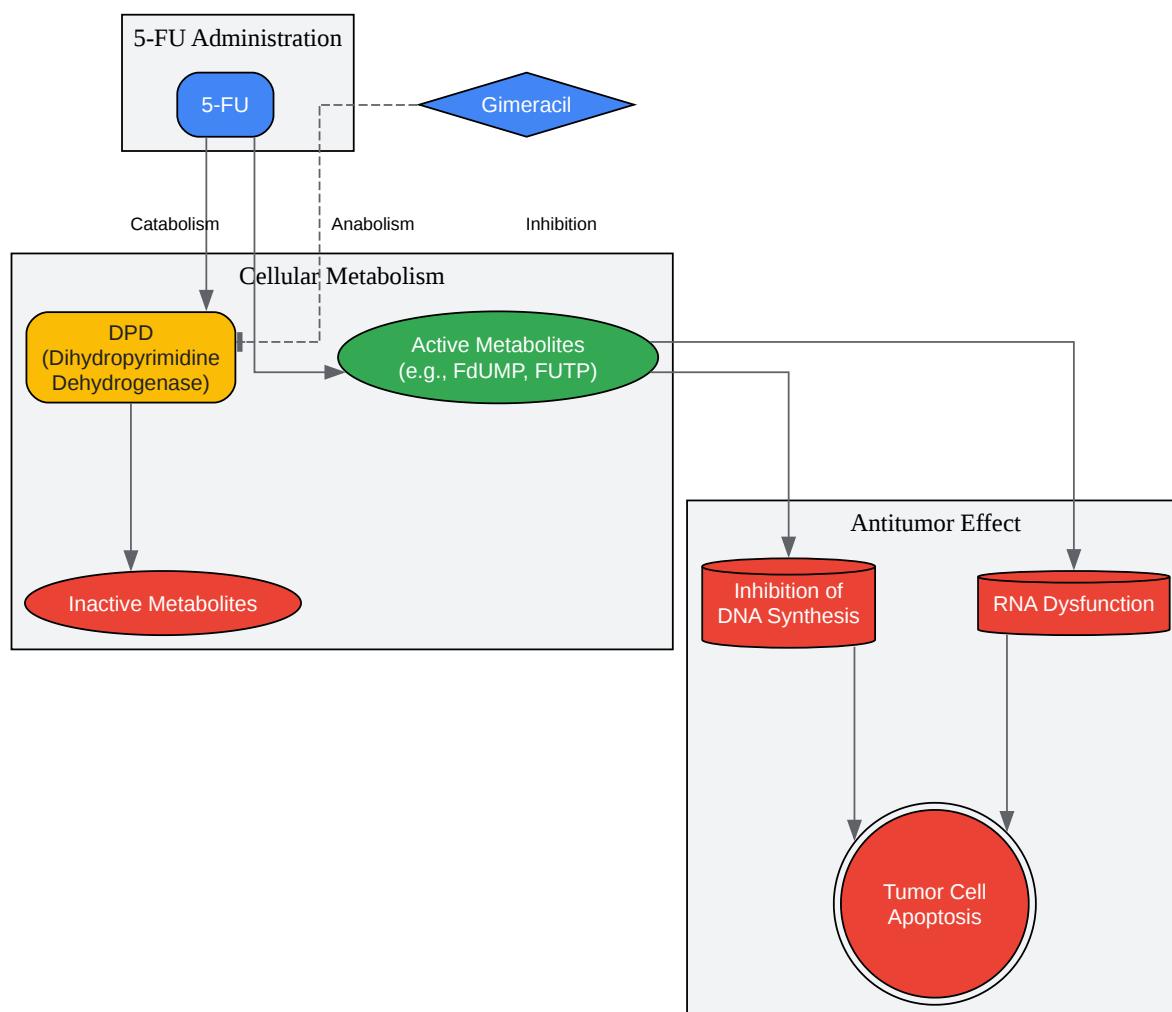 5-FU Administration
5-FU
Gimeracil
Catabolism
Anabolism
Inhibition
Cellular Metabolism
DPD
(Dihydropyrimidine
Dehydrogenase)
Active Metabolites
(e.g., FdUMP, FUTP)
Inactive Metabolites
Antitumor Effect
Inhibition of
DNA Synthesis
RNA Dysfunction
Tumor Cell
Apoptosis